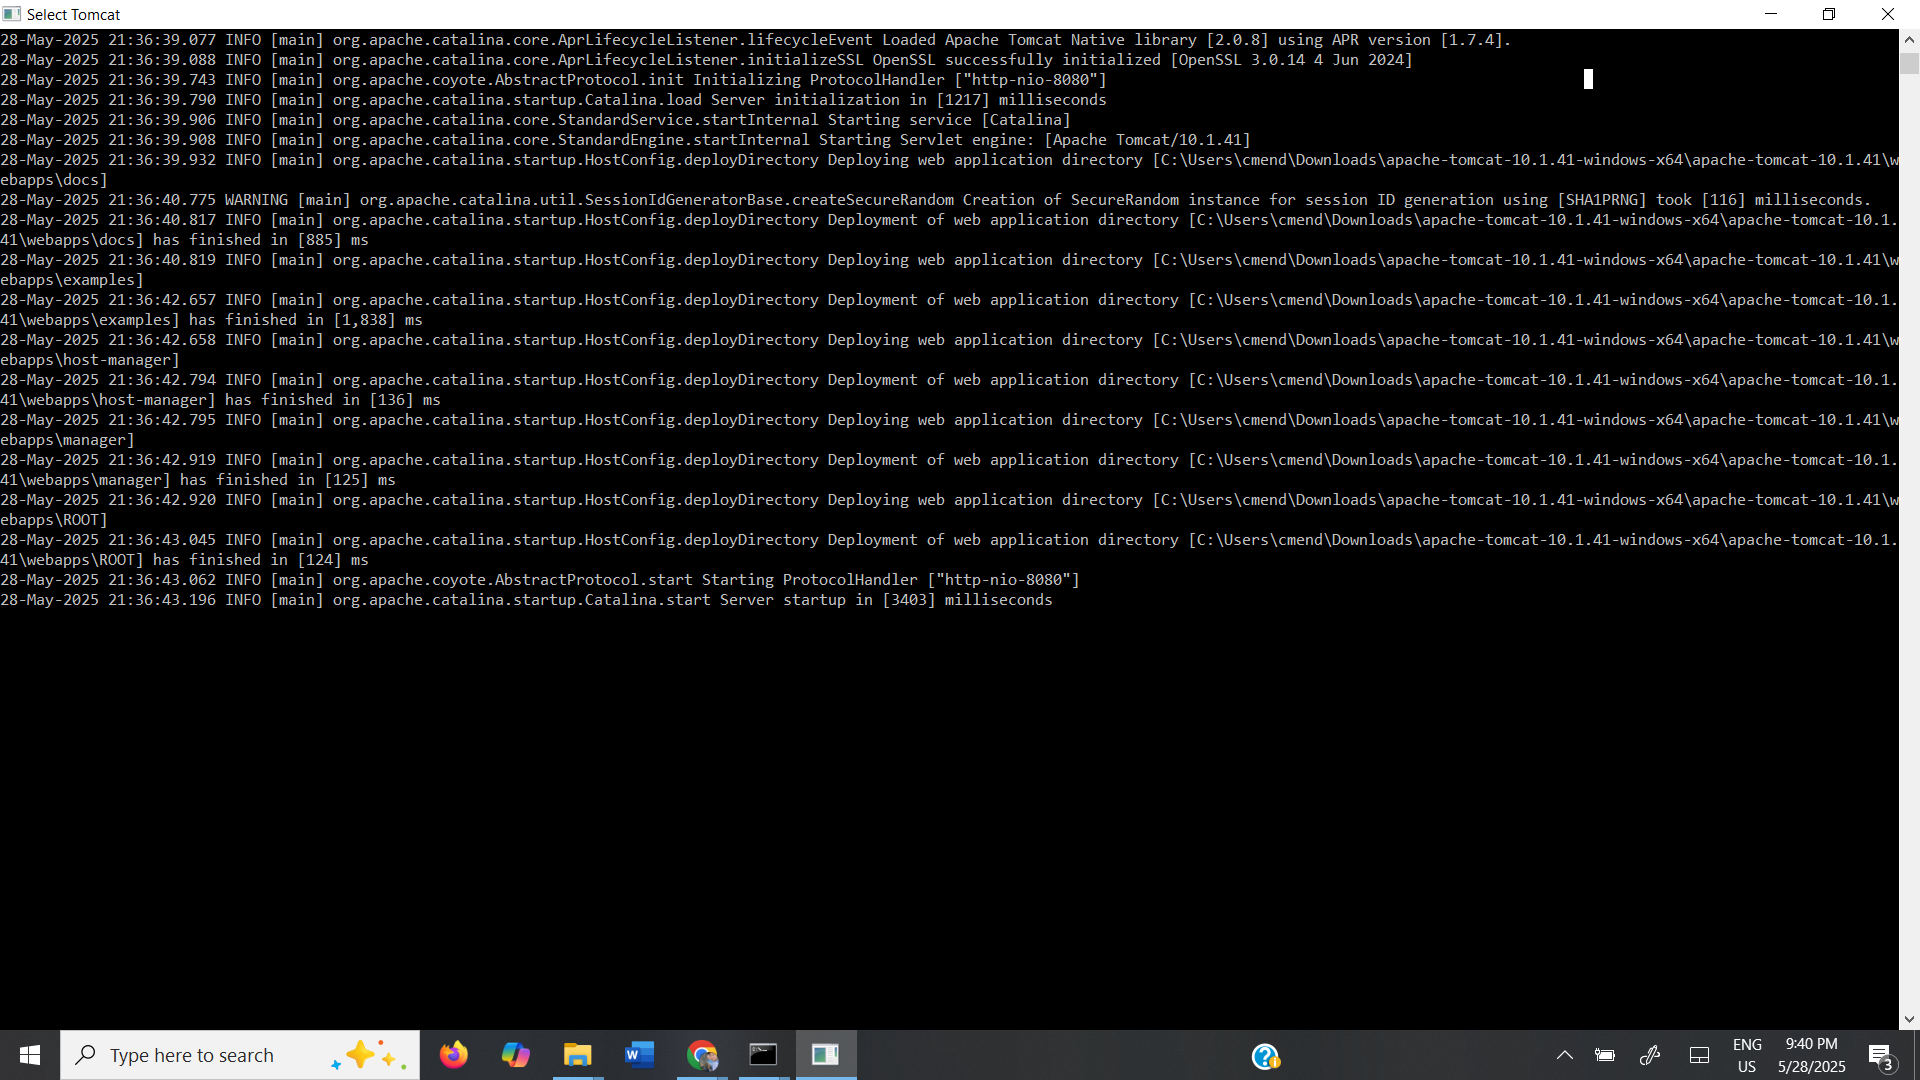 Select Tomcat
28-May-2025 21:36:39.077 INFO [main] org.apache.catalina.core.AprLifecycleListener.lifecycleEvent Loaded Apache Tomcat Native library [2.0.8] using APR version [1.7.4].
28-May-2025 21:36:39.088 INFO [main] org.apache.catalina.core.AprLifecycleListener.initializeSSL OpenSSL successfully initialized [OpenSSL 3.0.14 4 Jun 2024]
28-May-2025 21:36:39.743 INFO [main] org.apache.coyote.AbstractProtocol.init Initializing ProtocolHandler ["http-nio-8080"]
28-May-2025 21:36:39.790 INFO [main] org.apache.catalina.startup.Catalina.load Server initialization in [1217] milliseconds
28-May-2025 21:36:39.906 INFO [main] org.apache.catalina.core.StandardService.startInternal Starting service [Catalina]
28-May-2025 21:36:39.908 INFO [main] org.apache.catalina.core.StandardEngine.startInternal Starting Servlet engine: [Apache Tomcat/10.1.41]
28-May-2025 21:36:39.932 INFO [main] org.apache.catalina.startup.HostConfig.deployDirectory Deploying web application directory [C:\Users\cmend\Downloads\apache-tomcat-10.1.41-windows-x64\apache-tomcat-10.1.41\w
ebapps\docs]
28-May-2025 21:36:40.775 WARNING [main] org.apache.catalina.util.SessionIdGeneratorBase.createSecureRandom Creation of SecureRandom instance for session ID generation using [SHA1PRNG] took [116] milliseconds.
28-May-2025 21:36:40.817 INFO [main] org.apache.catalina.startup.HostConfig.deployDirectory Deployment of web application directory [C:\Users\cmend\Downloads\apache-tomcat-10.1.41-windows-x64\apache-tomcat-10.1.
41\webapps\docs] has finished in [885] ms
28-May-2025 21:36:40.819 INFO [main] org.apache.catalina.startup.HostConfig.deployDirectory Deploying web application directory [C:\Users\cmend\Downloads\apache-tomcat-10.1.41-windows-x64\apache-tomcat-10.1.41\w
ebapps\examples]
28-May-2025 21:36:42.657 INFO [main] org.apache.catalina.startup.HostConfig.deployDirectory Deployment of web application directory [C:\Users\cmend\Downloads\apache-tomcat-10.1.41-windows-x64\apache-tomcat-10.1.
41\webapps\examples] has finished in [1,838] ms
28-May-2025 21:36:42.658 INFO [main] org.apache.catalina.startup.HostConfig.deployDirectory Deploying web application directory [C:\Users\cmend\Downloads\apache-tomcat-10.1.41-windows-x64\apache-tomcat-10.1.41\w
ebapps\host-manager]
28-May-2025 21:36:42.794 INFO [main] org.apache.catalina.startup.HostConfig.deployDirectory Deployment of web application directory [C:\Users\cmend\Downloads\apache-tomcat-10.1.41-windows-x64\apache-tomcat-10.1.
41\webapps\host-manager] has finished in [136] ms
28-May-2025 21:36:42.795 INFO [main] org.apache.catalina.startup.HostConfig.deployDirectory Deploying web application directory [C:\Users\cmend\Downloads\apache-tomcat-10.1.41-windows-x64\apache-tomcat-10.1.41\w
ebapps\manager]
28-May-2025 21:36:42.919 INFO [main] org.apache.catalina.startup.HostConfig.deployDirectory Deployment of web application directory [C:\Users\cmend\Downloads\apache-tomcat-10.1.41-windows-x64\apache-tomcat-10.1.
41\webapps\manager] has finished in [125] ms
28-May-2025 21:36:42.920 INFO [main] org.apache.catalina.startup.HostConfig.deployDirectory Deploying web application directory [C:\Users\cmend\Downloads\apache-tomcat-10.1.41-windows-x64\apache-tomcat-10.1.41\w
ebapps\ROOT]
28-May-2025 21:36:43.045 INFO [main] org.apache.catalina.startup.HostConfig.deployDirectory Deployment of web application directory [C:\Users\cmend\Downloads\apache-tomcat-10.1.41-windows-x64\apache-tomcat-10.1.
41\webapps\ROOT] has finished in [124] ms
28-May-2025 21:36:43.062 INFO [main] org.apache.coyote.AbstractProtocol.start Starting ProtocolHandler ["http-nio-8080"]
28-May-2025 21:36:43.196 INFO [main] org.apache.catalina.startup.Catalina.start Server startup in [3403] milliseconds
Type here to search
W
ENG
US
9:40 PM
5/28/2025
3